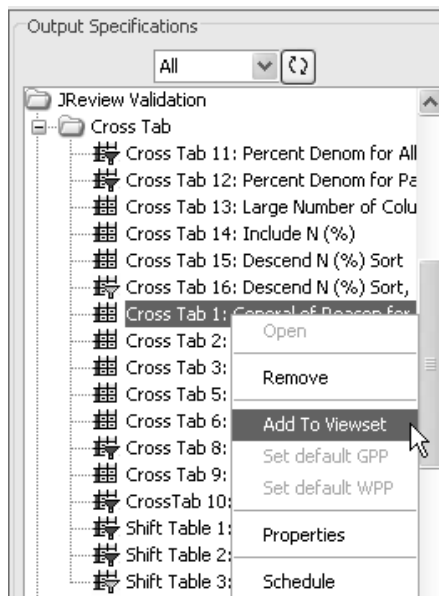 Output Specifications
All
JReview Validation
Cross Tab
Cross Tab 11: Percent Denom for All
Cross Tab 12: Percent Denom for Pa
Cross Tab 13: Large Number of Colu
Cross Tab 14: Include N (%)
Cross Tab 15: Descend N (%) Sort
Cross Tab 16: Descend N (%) Sort,
Cross Tab 1: General of Reason for
Cross Tab 2:
Cross Tab 3:
Cross Tab 5:
Cross Tab 6:
Cross Tab 8:
Cross Tab 9:
CrossTab 10:
Shift Table 1:
Shift Table 2:
Shift Table 3:
Open
Remove
Add To Viewset
Set default GPP
Set default WPP
Properties
Schedule